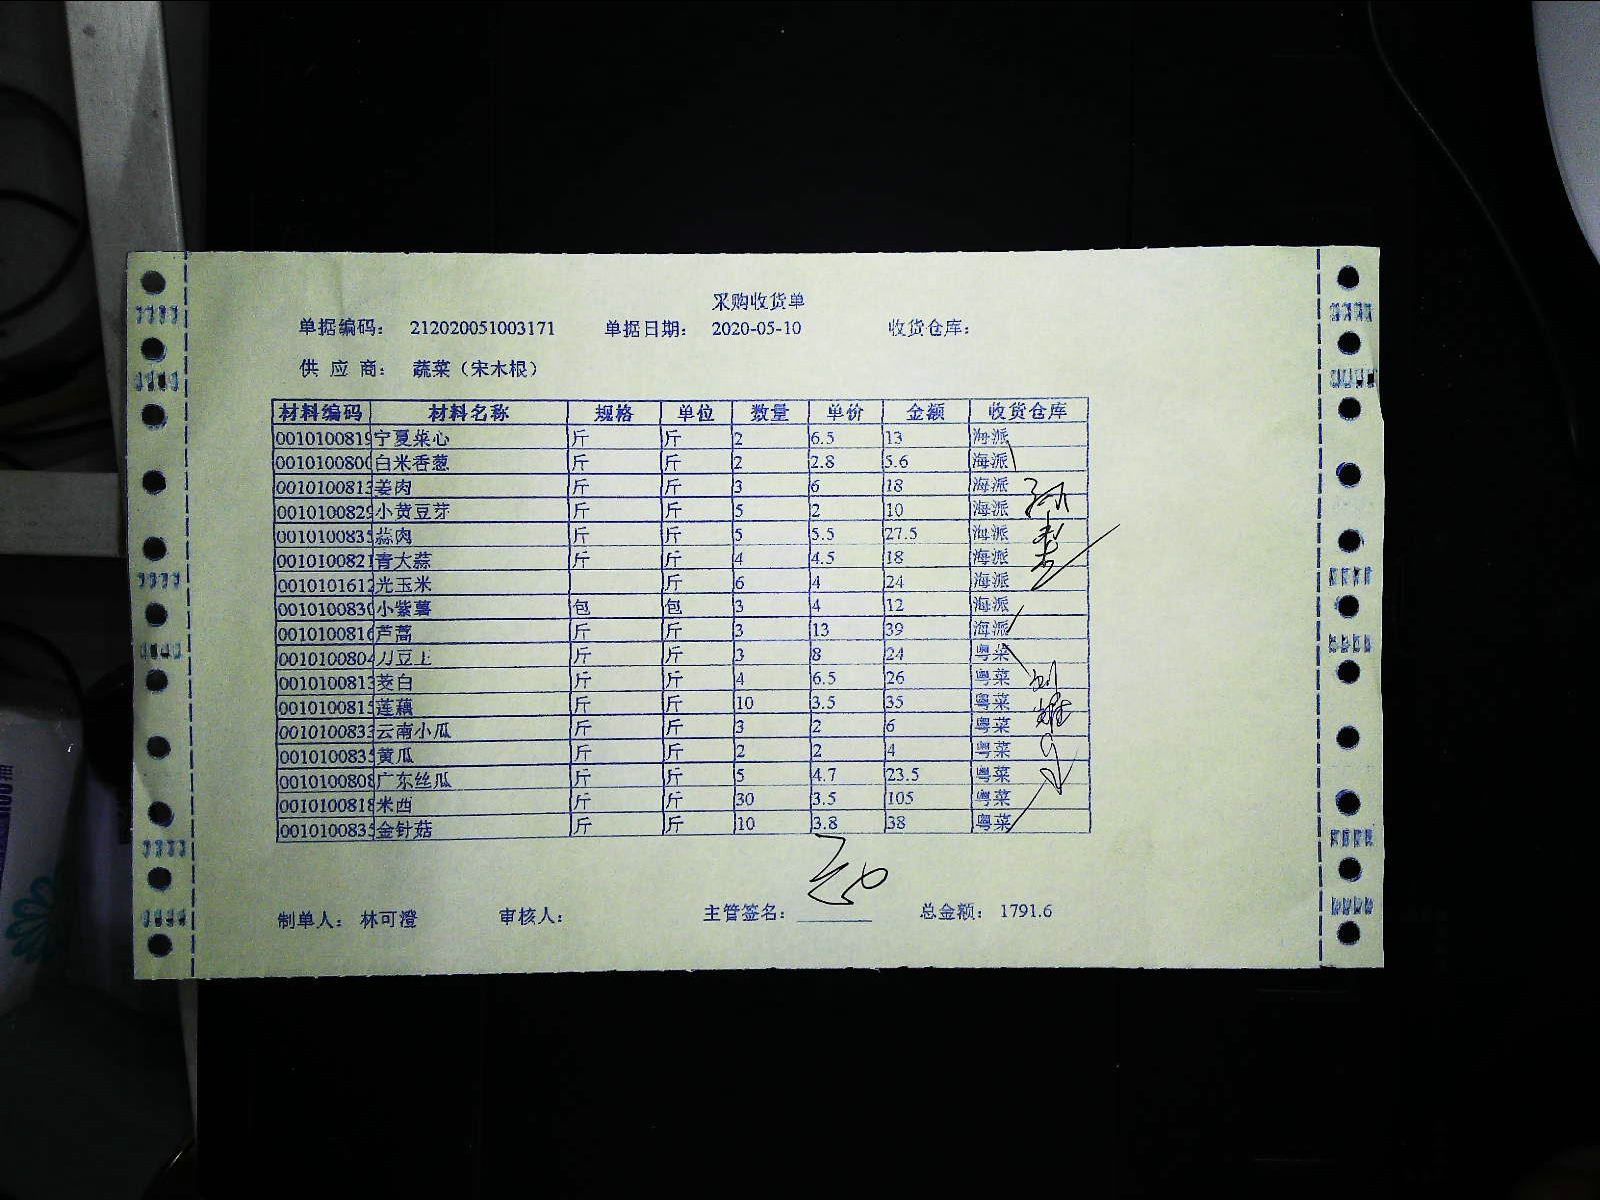 采购收货单
单据编码: 212020051003171 单据日期: 2020-05-10 收货仓库:
供 应 商: 蔬菜（宋木根）
材料编码 材料名称 规格 单位 数量 单价 金额 收货仓库
0010100819 宁夏菜心 斤 斤 2 6.5 13 海派
0010100800 白米香葱 斤 斤 2 2.8 5.6 海派
0010100813 姜肉 斤 斤 3 6 18 海派
0010100829 小黄豆芽 斤 斤 5 2 10 海派
0010100835 蒜肉 斤 斤 5 5.5 27.5 海派
0010100821 青大蒜 斤 斤 4 4.5 18 海派
0010101612 光玉米 斤 6 4 24 海派
0010100830 小紫薯 包 包 3 4 12 海派
0010100816 芦蒿 斤 斤 3 13 39 海派
0010100804 刀豆上 斤 斤 3 8 24 粤菜
0010100813 茭白 斤 斤 4 6.5 26 粤菜
0010100815 莲藕 斤 斤 10 3.5 35 粤菜
0010100833 云南小瓜 斤 斤 3 2 6 粤菜
0010100835 黄瓜 斤 斤 2 2 4 粤菜
0010100808 广东丝瓜 斤 斤 5 4.7 23.5 粤菜
0010100818 米西 斤 斤 30 3.5 105 粤菜
0010100835 金针菇 斤 斤 10 3.8 38 粤菜
制单人: 林可澄 审核人: 主管签名: 总金额: 1791.6